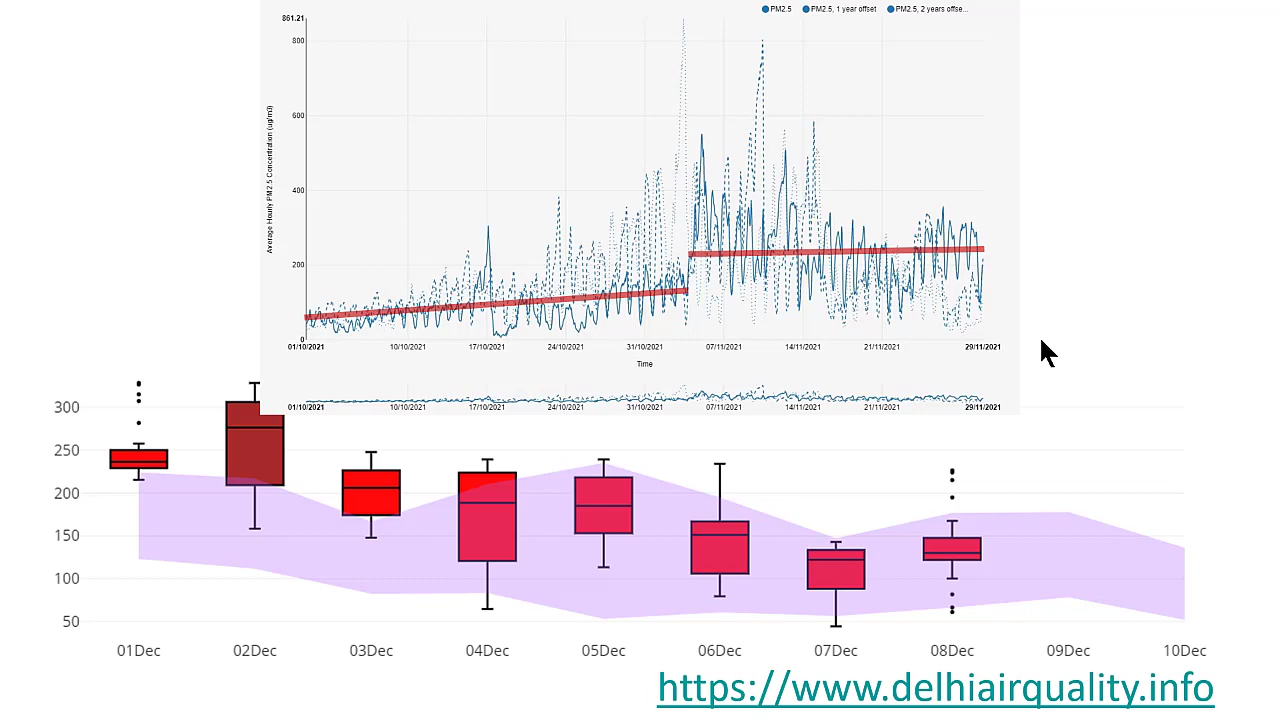 PM2.5 PM2.5, 1 year offset PM2.5, 2 years offse...
861.21
800
600
400
200
0
Average Hourly PM2.5 Concentration (ug/m3)
01/10/2021 10/10/2021 17/10/2021 24/10/2021 31/10/2021 07/11/2021 14/11/2021 21/11/2021 29/11/2021
Time
01/10/2021 10/10/2021 17/10/2021 24/10/2021 31/10/2021 07/11/2021 14/11/2021 21/11/2021 29/11/2021
300
250
200
150
100
50
01Dec 02Dec 03Dec 04Dec 05Dec 06Dec 07Dec 08Dec 09Dec 10Dec
https://www.delhiairquality.info